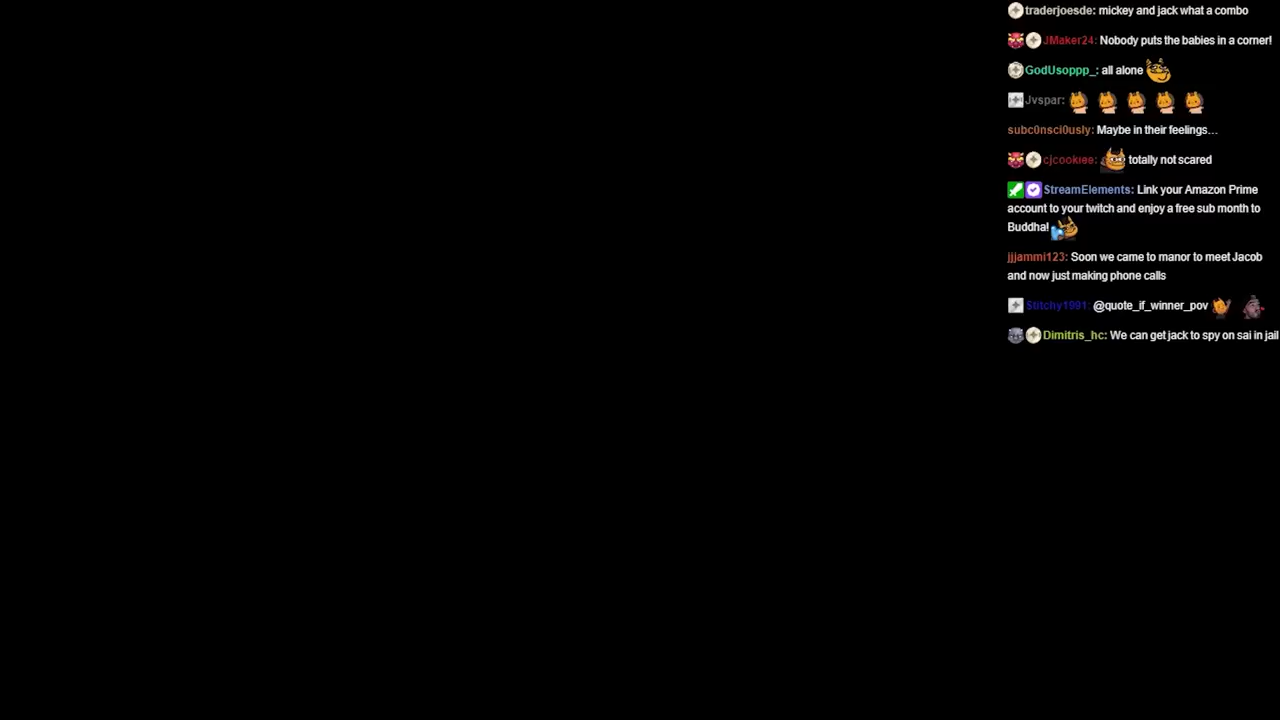 traderjoesde: mickey and jack what a combo
JMaker24: Nobody puts the babies in a corner!
GodUsoppp_: all alone
Jvspar:
subc0nsci0usly: Maybe in their feelings...
cjcookiee: totally not scared
StreamElements: Link your Amazon Prime
account to your twitch and enjoy a free sub month to
Buddha!
jjjammi123: Soon we came to manor to meet Jacob
and now just making phone calls
Stitchy1991: @quote_if_winner_pov
Dimitris_hc: We can get jack to spy on sai in jail